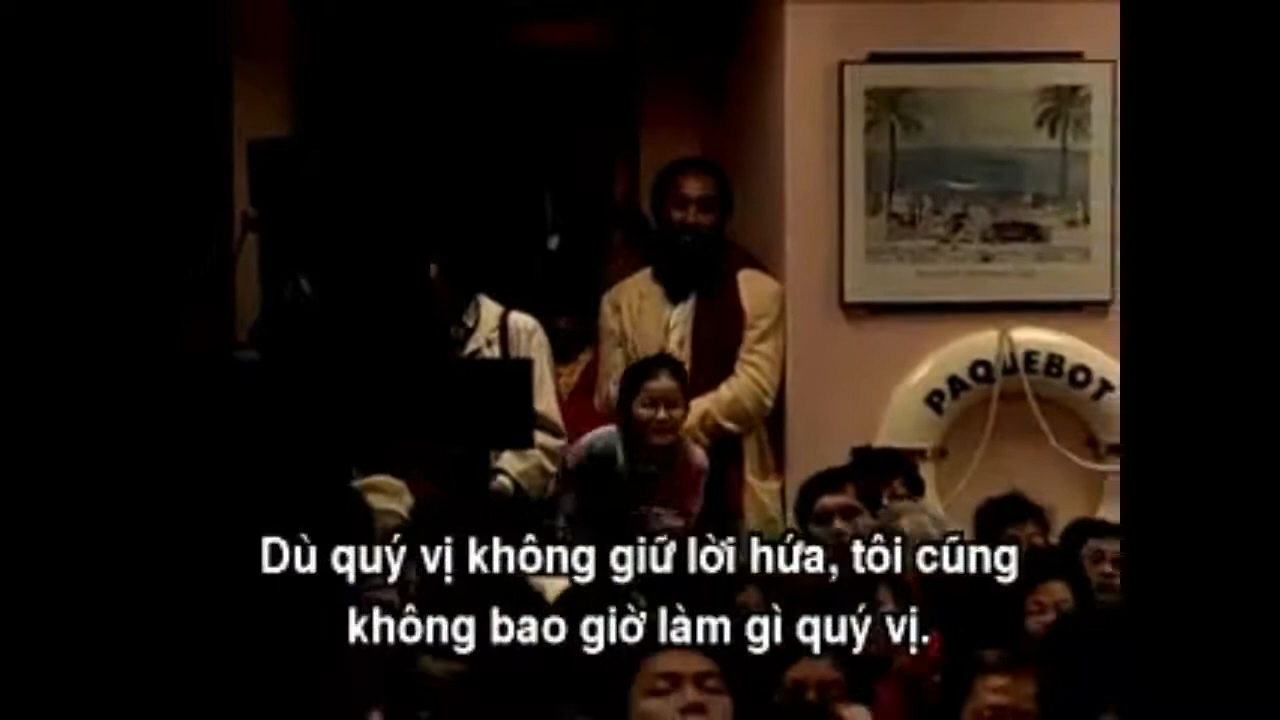 PAQUEBOT
Dù quý vị không giữ lời hứa, tôi cũng
không bao giờ làm gì quý vị.